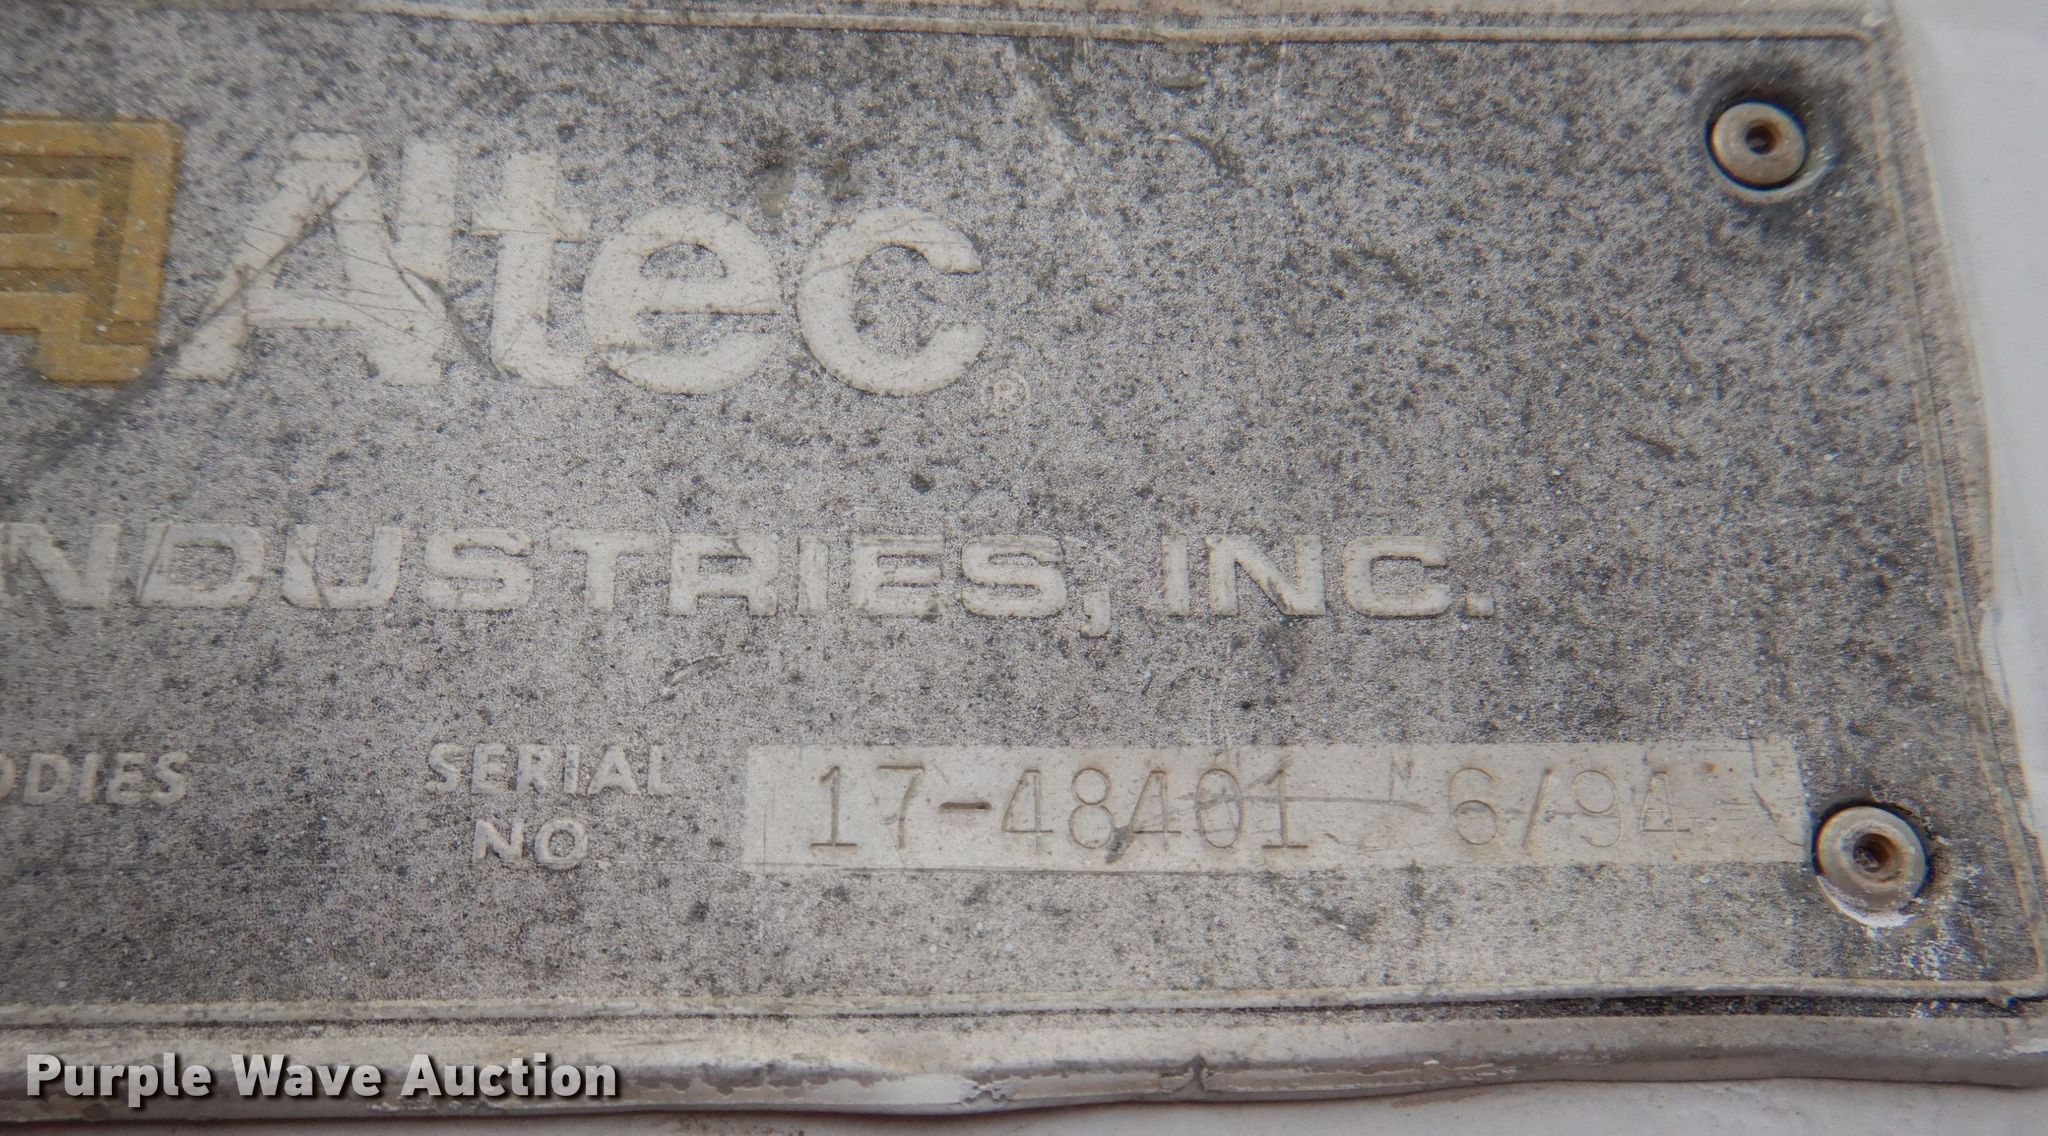 Altec®
NDUSTRIES, INC.
ODIES
SERIAL NO 17-48401 6/94
Purple Wave Auction